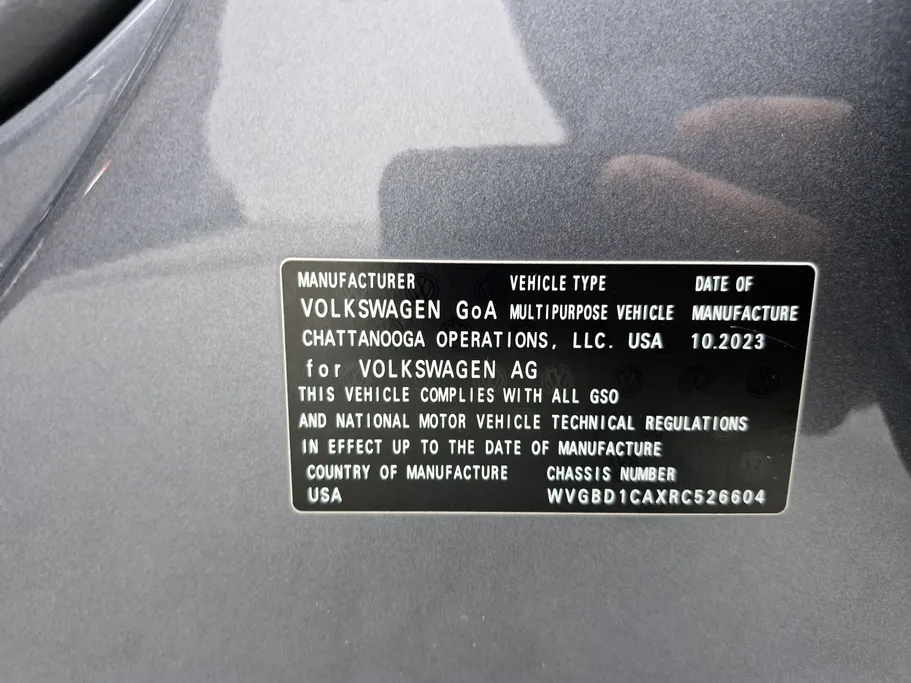 MANUFACTURER VEHICLE TYPE DATE OF
VOLKSWAGEN GoA MULTIPURPOSE VEHICLE MANUFACTURE
CHATTANOOGA OPERATIONS, LLC. USA 10.2023
for VOLKSWAGEN AG
THIS VEHICLE COMPLIES WITH ALL GSO
AND NATIONAL MOTOR VEHICLE TECHNICAL REGULATIONS
IN EFFECT UP TO THE DATE OF MANUFACTURE
COUNTRY OF MANUFACTURE CHASSIS NUMBER
USA WVGBD1CAXRC526604